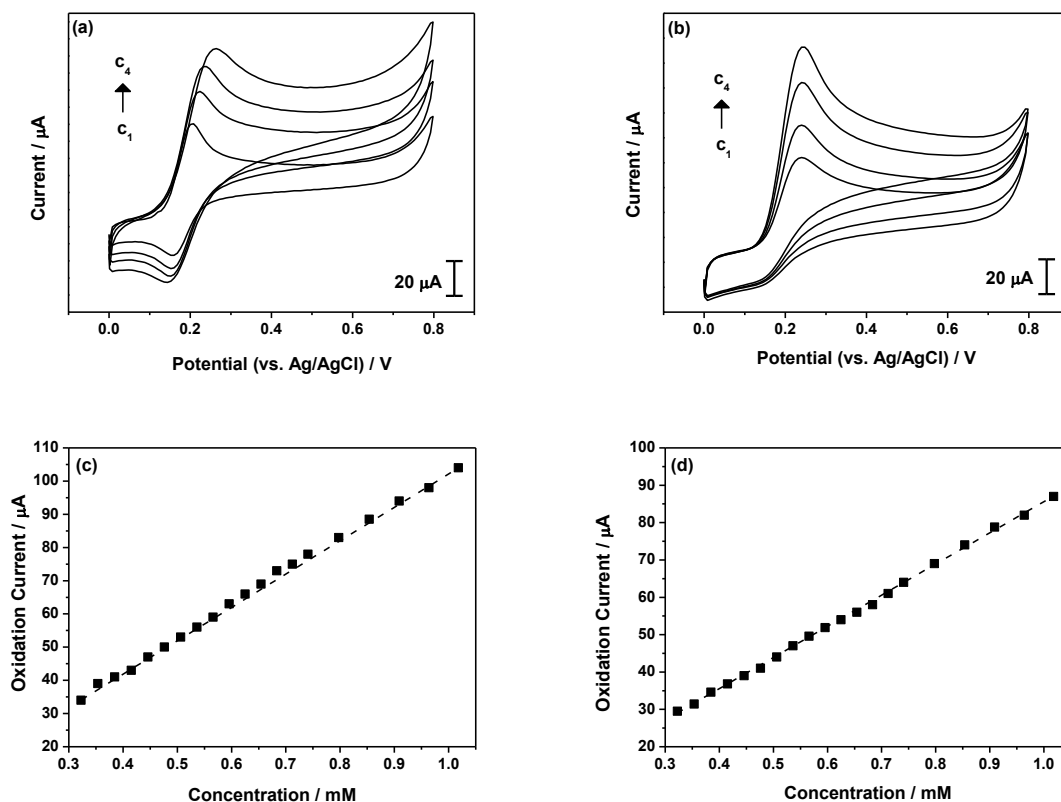 (a)
c₄
c₁
Current / μA
20 μA
0.0 0.2 0.4 0.6 0.8
Potential (vs. Ag/AgCl) / V
(b)
c₄
c₁
Current / μA
20 μA
0.0 0.2 0.4 0.6 0.8
Potential (vs. Ag/AgCl) / V
(c)
110
100
90
80
70
60
50
40
30
20
Oxidation Current / μA
0.3 0.4 0.5 0.6 0.7 0.8 0.9 1.0
Concentration / mM
(d)
100
90
80
70
60
50
40
30
20
Oxidation Current / μA
0.3 0.4 0.5 0.6 0.7 0.8 0.9 1.0
Concentration / mM